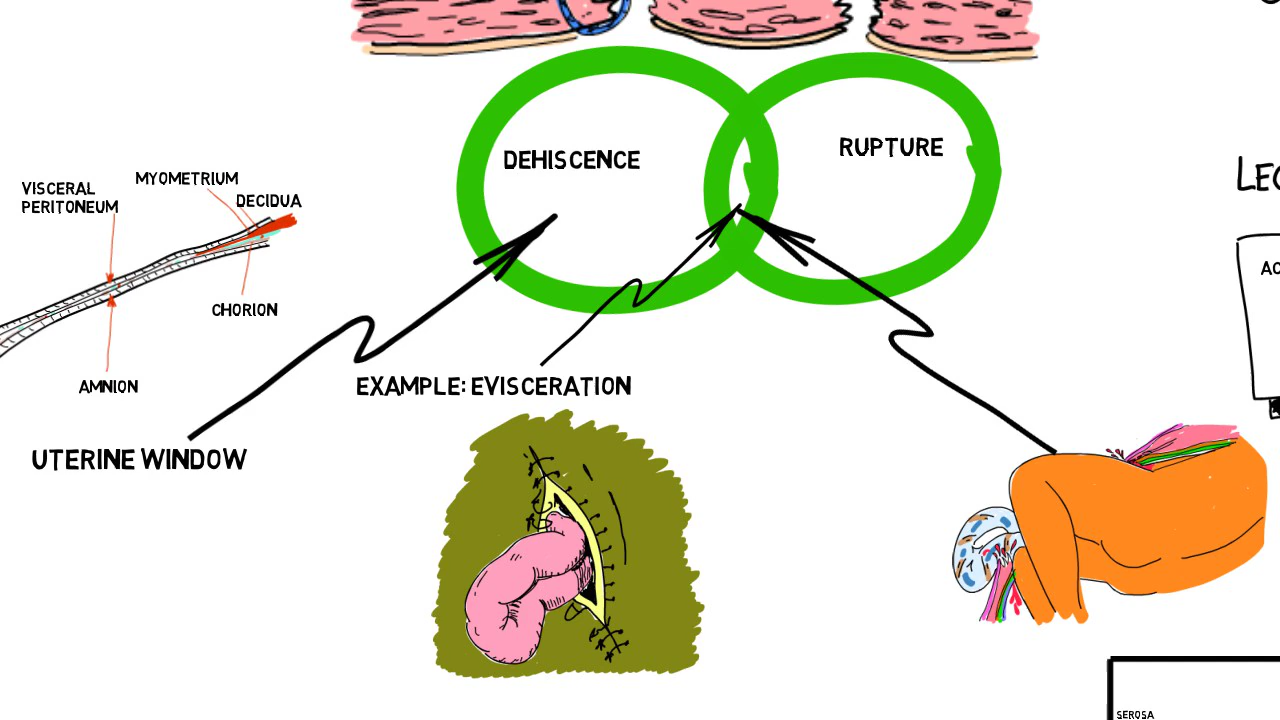 DEHISCENCE
RUPTURE
VISCERAL
PERITONEUM
MYOMETRIUM
DECIDUA
CHORION
AMNION
EXAMPLE: EVISCERATION
UTERINE WINDOW
SEROSA